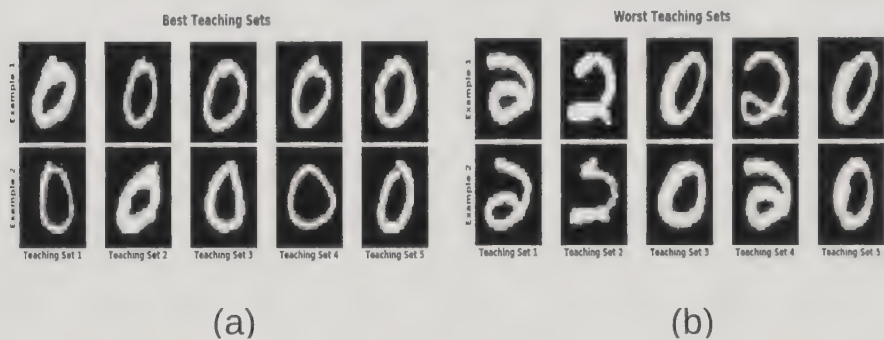 Best Teaching Sets
Example 1
Example 2
Teaching Set 1 Teaching Set 2 Teaching Set 3 Teaching Set 4 Teaching Set 5
(a)
Worst Teaching Sets
Example 1
Example 2
Teaching Set 1 Teaching Set 2 Teaching Set 3 Teaching Set 4 Teaching Set 5
(b)